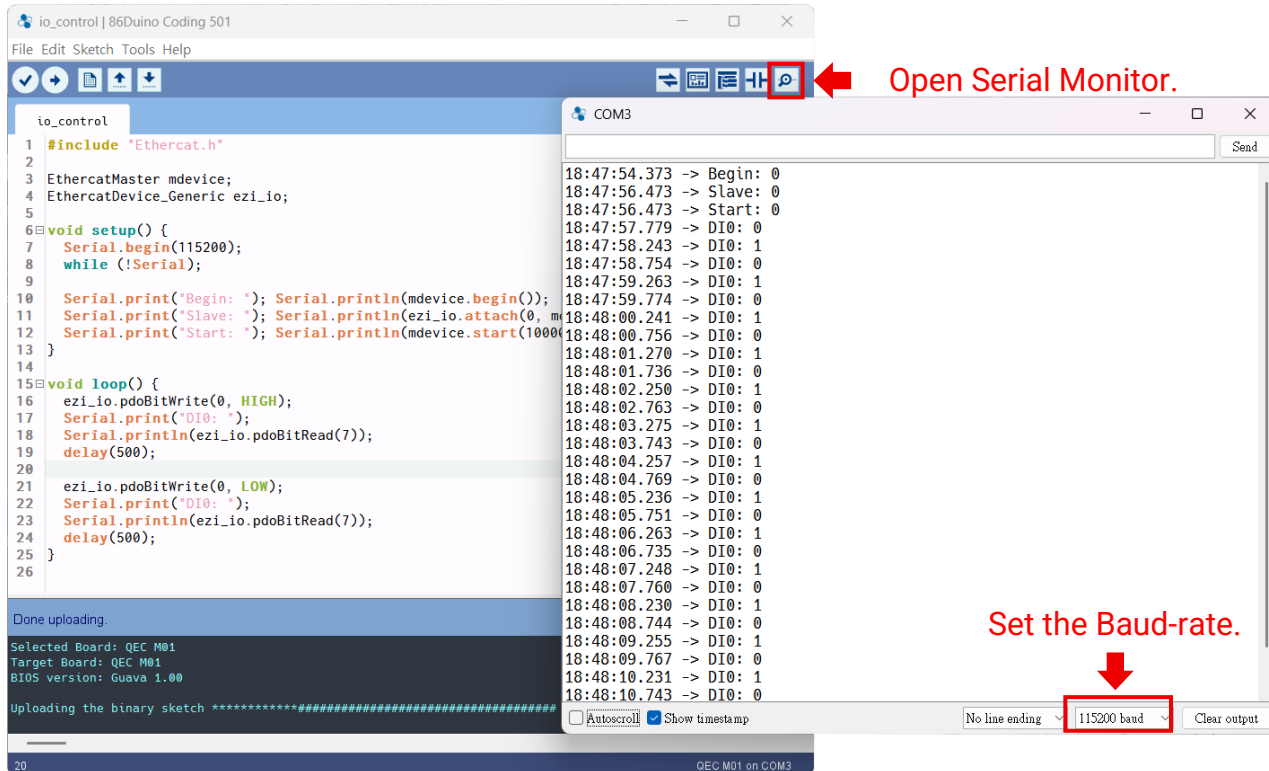 io_control | 86Duino Coding 501
File Edit Sketch Tools Help
Open Serial Monitor.
io_control
1 #include "Ethercat.h"
2
3 EthercatMaster mdevice;
4 EthercatDevice_Generic ezi_io;
5
6 void setup() {
7 Serial.begin(115200);
8 while (!Serial);
9
10 Serial.print("Begin: "); Serial.println(mdevice.begin());
11 Serial.print("Slave: "); Serial.println(ezi_io.attach(0, m
12 Serial.print("Start: "); Serial.println(mdevice.start(1000
13 }
14
15 void loop() {
16 ezi_io.pdoBitWrite(0, HIGH);
17 Serial.print("DI0: ");
18 Serial.println(ezi_io.pdoBitRead(7));
19 delay(500);
20
21 ezi_io.pdoBitWrite(0, LOW);
22 Serial.print("DI0: ");
23 Serial.println(ezi_io.pdoBitRead(7));
24 delay(500);
25 }
26
Done uploading.
Selected Board: QEC M01
Target Board: QEC M01
BIOS version: Guava 1.00
Uploading the binary sketch ************####################################
20
QEC M01 on COM3
COM3
Send
18:47:54.373 -> Begin: 0
18:47:56.473 -> Slave: 0
18:47:56.473 -> Start: 0
18:47:57.779 -> DI0: 0
18:47:58.243 -> DI0: 1
18:47:58.754 -> DI0: 0
18:47:59.263 -> DI0: 1
18:47:59.774 -> DI0: 0
18:48:00.241 -> DI0: 1
18:48:00.756 -> DI0: 0
18:48:01.270 -> DI0: 1
18:48:01.736 -> DI0: 0
18:48:02.250 -> DI0: 1
18:48:02.763 -> DI0: 0
18:48:03.275 -> DI0: 1
18:48:03.743 -> DI0: 0
18:48:04.257 -> DI0: 1
18:48:04.769 -> DI0: 0
18:48:05.236 -> DI0: 1
18:48:05.751 -> DI0: 0
18:48:06.263 -> DI0: 1
18:48:06.735 -> DI0: 0
18:48:07.248 -> DI0: 1
18:48:07.760 -> DI0: 0
18:48:08.230 -> DI0: 1
18:48:08.744 -> DI0: 0
18:48:09.255 -> DI0: 1
18:48:09.767 -> DI0: 0
18:48:10.231 -> DI0: 1
18:48:10.743 -> DI0: 0
Set the Baud-rate.
Autoscroll
Show timestamp
No line ending
115200 baud
Clear output